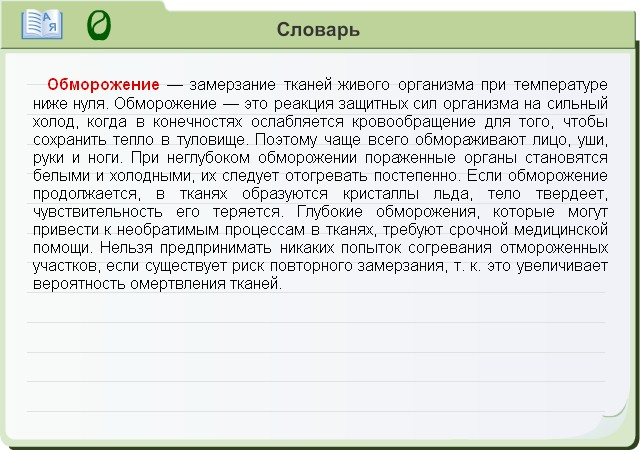 А
Я
О
Словарь
Обморожение — замерзание тканей живого организма при температуре
ниже нуля. Обморожение — это реакция защитных сил организма на сильный
холод, когда в конечностях ослабляется кровообращение для того, чтобы
сохранить тепло в туловище. Поэтому чаще всего обмораживают лицо, уши,
руки и ноги. При неглубоком обморожении пораженные органы становятся
белыми и холодными, их следует отогревать постепенно. Если обморожение
продолжается, в тканях образуются кристаллы льда, тело твердеет,
чувствительность его теряется. Глубокие обморожения, которые могут
привести к необратимым процессам в тканях, требуют срочной медицинской
помощи. Нельзя предпринимать никаких попыток согревания отмороженных
участков, если существует риск повторного замерзания, т. к. это увеличивает
вероятность омертвления тканей.